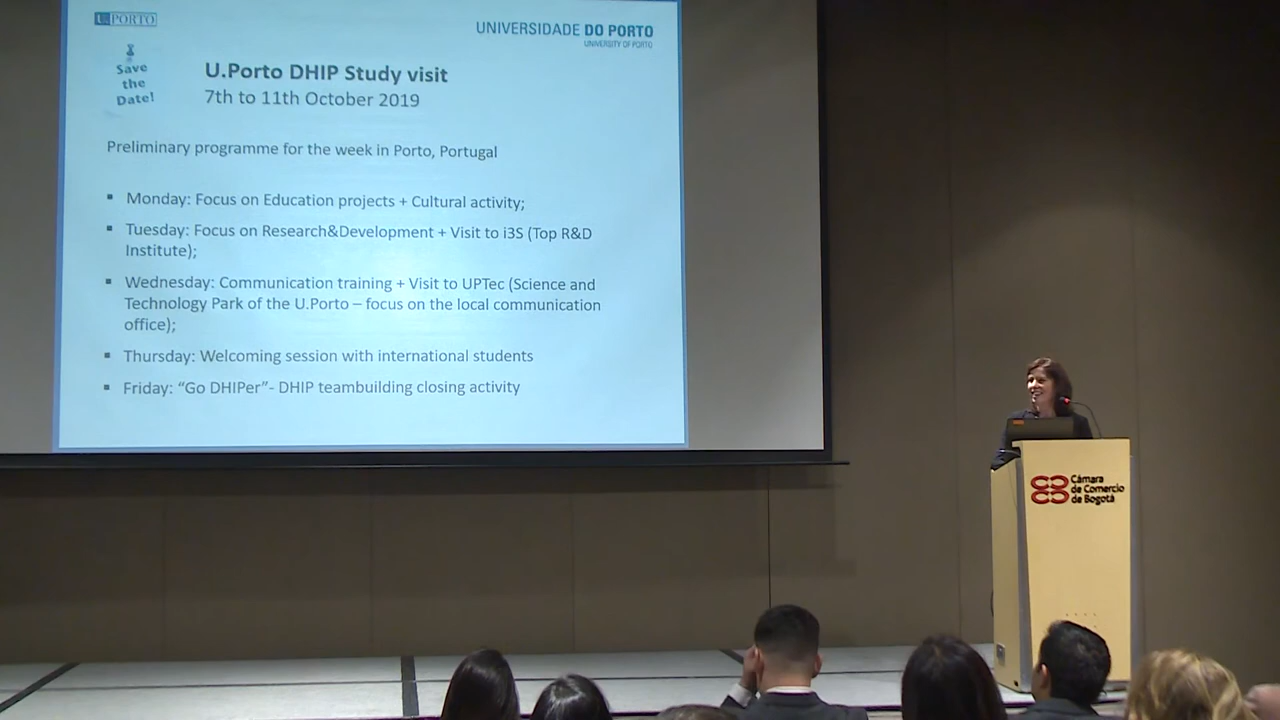 U.PORTO
UNIVERSIDADE DO PORTO
UNIVERSITY OF PORTO
Save
the
Date!
U.Porto DHIP Study visit
7th to 11th October 2019
Preliminary programme for the week in Porto, Portugal
▪ Monday: Focus on Education projects + Cultural activity;
▪ Tuesday: Focus on Research&Development + Visit to i3S (Top R&D
Institute);
▪ Wednesday: Communication training + Visit to UPTec (Science and
Technology Park of the U.Porto – focus on the local communication
office);
▪ Thursday: Welcoming session with international students
▪ Friday: “Go DHIPer”- DHIP teambuilding closing activity
Cámara
de Comercio
de Bogotá